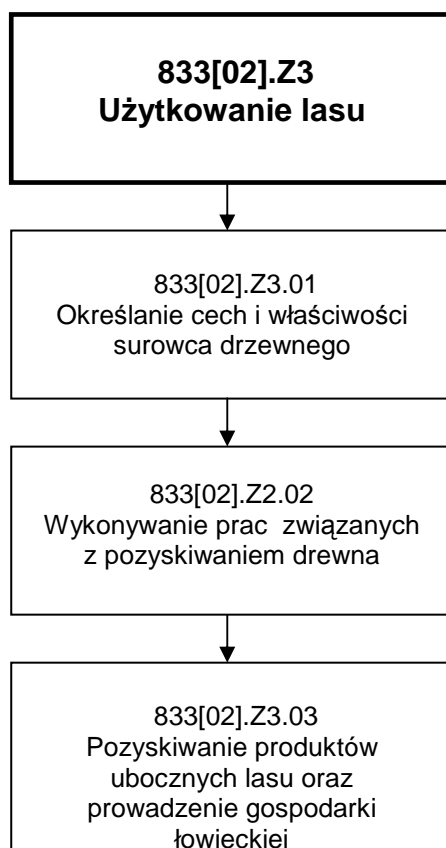 833[02].Z3
Użytkowanie lasu
833[02].Z3.01
Określanie cech i właściwości
surowca drzewnego
833[02].Z2.02
Wykonywanie prac związanych
z pozyskiwaniem drewna
833[02].Z3.03
Pozyskiwanie produktów
ubocznych lasu oraz
prowadzenie gospodarki
łowieckiej